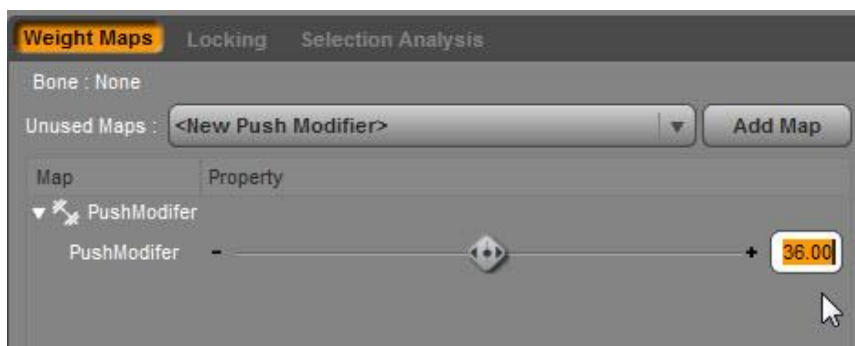 Weight Maps Locking Selection Analysis
Bone : None
Unused Maps : <New Push Modifier> Add Map
Map Property
PushModifer
PushModifer - + 36.00